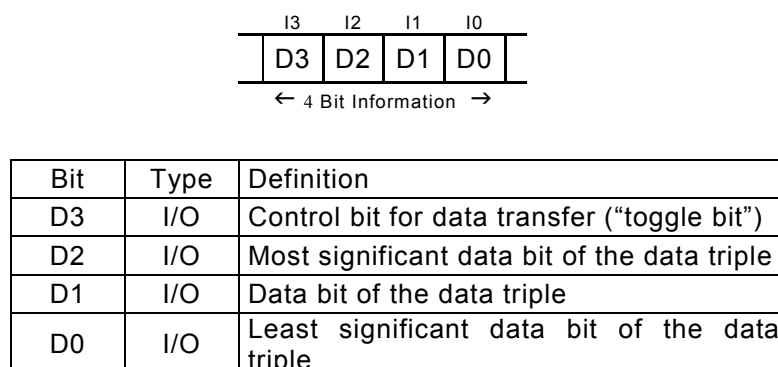 I3 I2 I1 I0
D3 D2 D1 D0
← 4 Bit Information →
Bit Type Definition
D3 I/O Control bit for data transfer (“toggle bit”)
D2 I/O Most significant data bit of the data triple
D1 I/O Data bit of the data triple
D0 I/O Least significant data bit of the data
triple